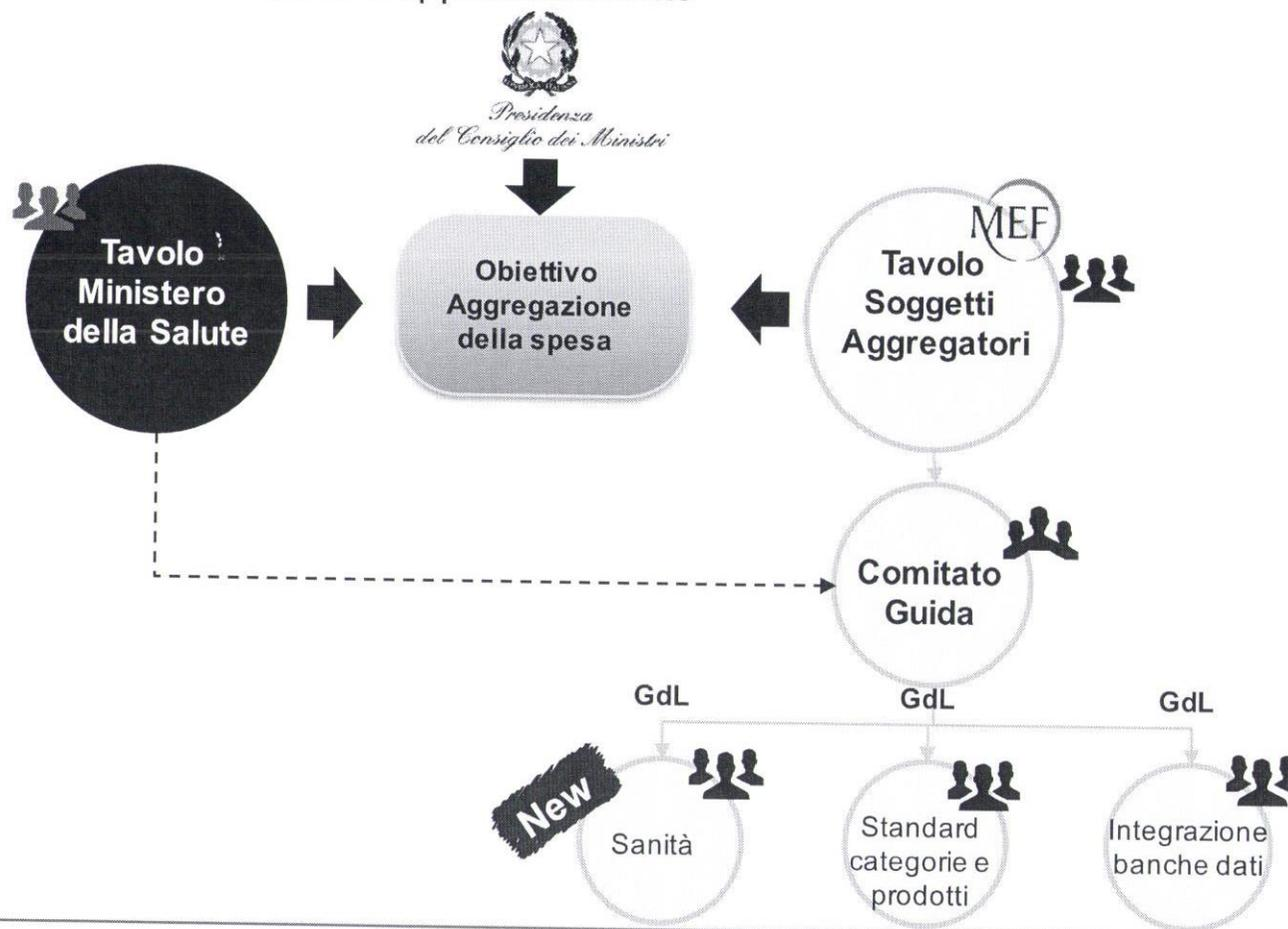 Presidenza
del Consiglio dei Ministri
MEF
Tavolo
Ministero
della Salute
Obiettivo
Aggregazione
della spesa
Tavolo
Soggetti
Aggregatori
Comitato
Guida
GdL
GdL
GdL
New
Sanità
Standard
categorie e
prodotti
Integrazione
banche dati